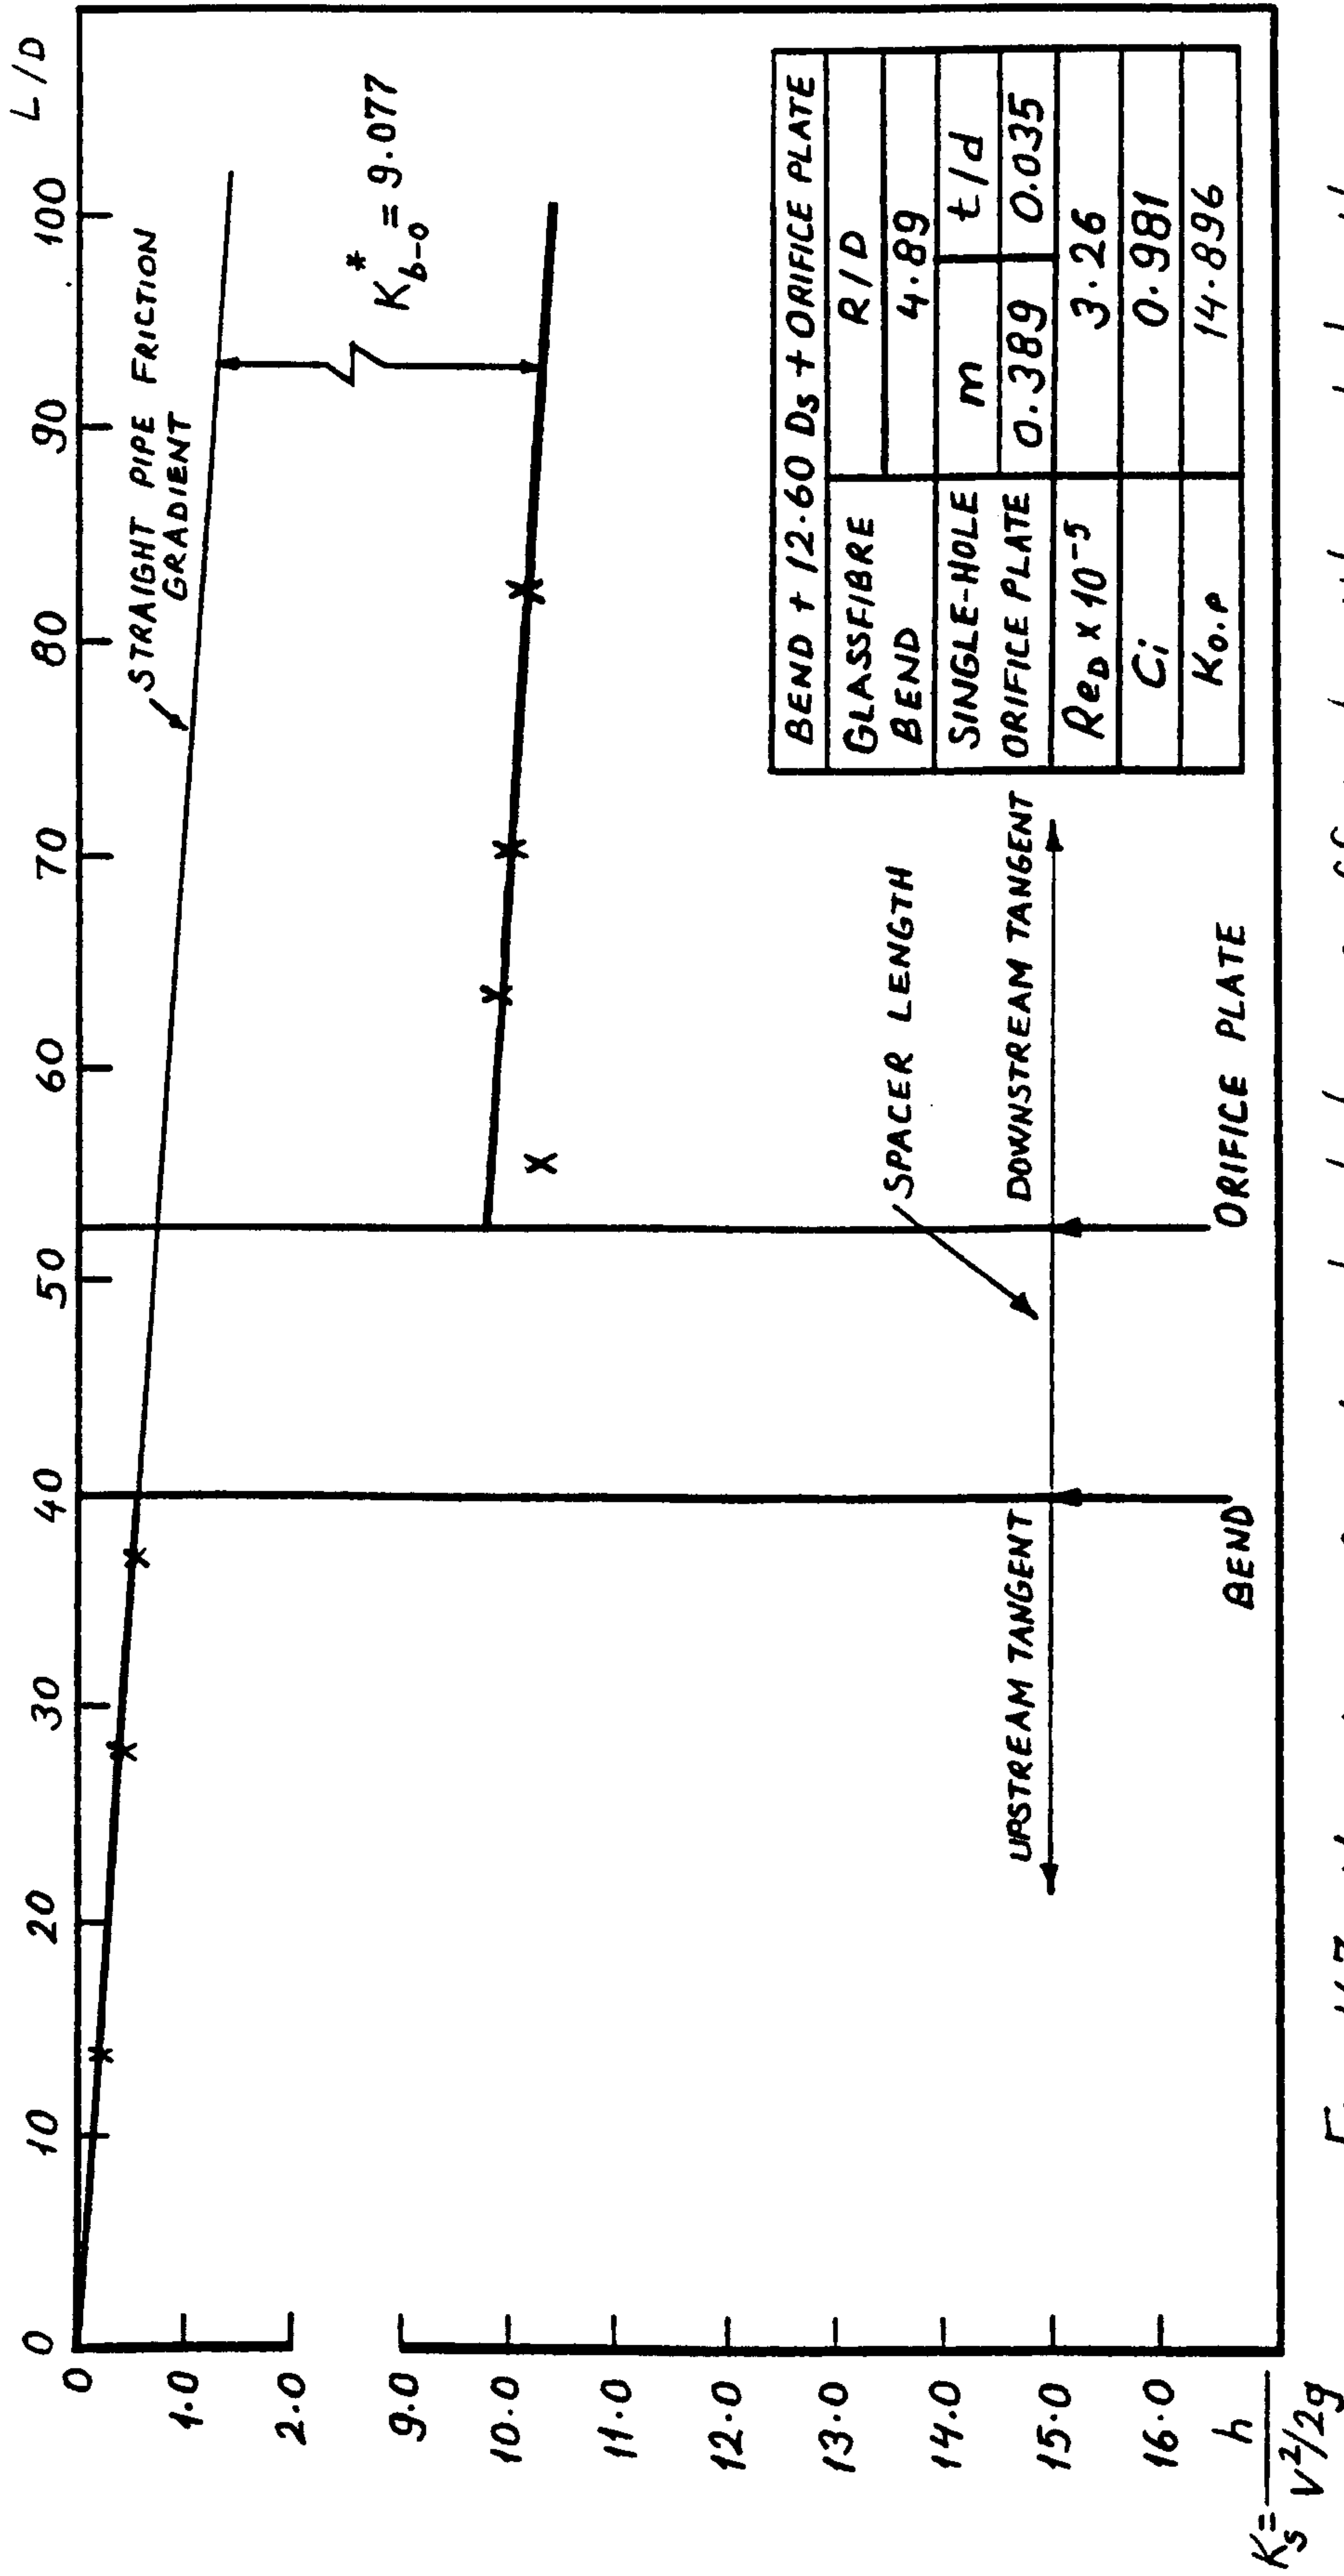 L/D
0 10 20 30 40 50 60 70 80 90 100
0
1.0
2.0
9.0
10.0
11.0
12.0
13.0
14.0
15.0
16.0
Ks = h / V²/2g
STRAIGHT PIPE FRICTION
GRADIENT
K*b-o = 9.077
SPACER LENGTH
UPSTREAM TANGENT
DOWNSTREAM TANGENT
BEND
ORIFICE PLATE
BEND + 12.60 Ds + ORIFICE PLATE
GLASSFIBRE BEND
R/D
4.89
SINGLE-HOLE ORIFICE PLATE
m t/d
0.389 0.035
ReD x 10⁻⁵ 3.26
Ci 0.981
Ko.p 14.896